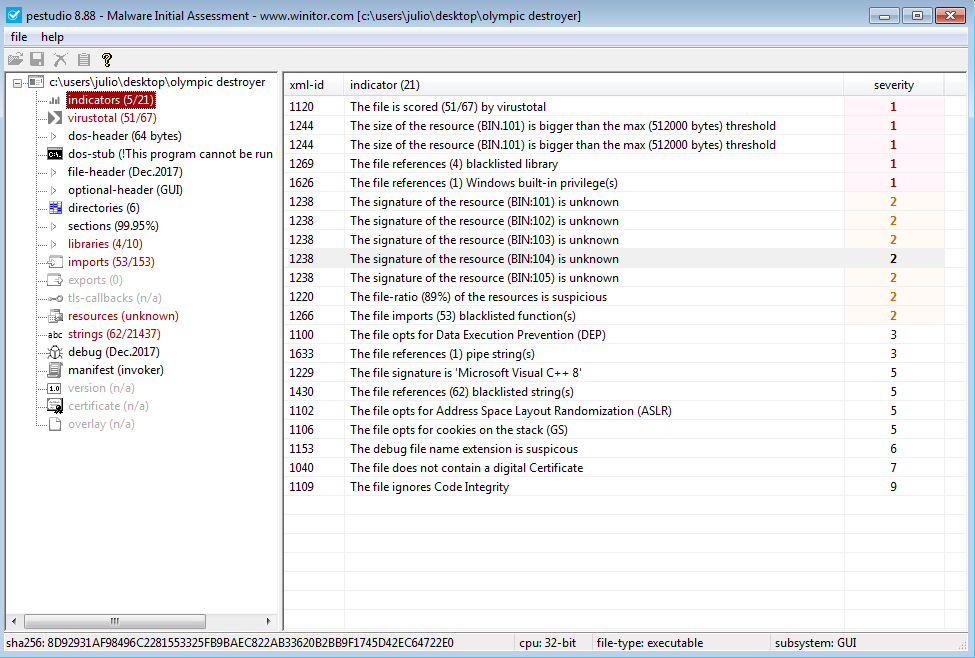 pestudio 8.88 - Malware Initial Assessment - www.winitor.com [c:\users\julio\desktop\olympic destroyer]
file help
c:\users\julio\desktop\olympic destroyer
indicators (5/21)
virustotal (51/67)
dos-header (64 bytes)
dos-stub (!This program cannot be run
file-header (Dec.2017)
optional-header (GUI)
directories (6)
sections (99.95%)
libraries (4/10)
imports (53/153)
exports (0)
tls-callbacks (n/a)
resources (unknown)
abc strings (62/21437)
debug (Dec.2017)
manifest (invoker)
1.0 version (n/a)
certificate (n/a)
overlay (n/a)
xml-id indicator (21) severity
1120 The file is scored (51/67) by virustotal 1
1244 The size of the resource (BIN.101) is bigger than the max (512000 bytes) threshold 1
1244 The size of the resource (BIN.101) is bigger than the max (512000 bytes) threshold 1
1269 The file references (4) blacklisted library 1
1626 The file references (1) Windows built-in privilege(s) 1
1238 The signature of the resource (BIN:101) is unknown 2
1238 The signature of the resource (BIN:102) is unknown 2
1238 The signature of the resource (BIN:103) is unknown 2
1238 The signature of the resource (BIN:104) is unknown 2
1238 The signature of the resource (BIN:105) is unknown 2
1220 The file-ratio (89%) of the resources is suspicious 2
1266 The file imports (53) blacklisted function(s) 2
1100 The file opts for Data Execution Prevention (DEP) 3
1633 The file references (1) pipe string(s) 3
1229 The file signature is 'Microsoft Visual C++ 8' 5
1430 The file references (62) blacklisted string(s) 5
1102 The file opts for Address Space Layout Randomization (ASLR) 5
1106 The file opts for cookies on the stack (GS) 5
1153 The debug file name extension is suspicous 6
1040 The file does not contain a digital Certificate 7
1109 The file ignores Code Integrity 9
sha256: 8D92931AF98496C2281553325FB9BAEC822AB33620B2BB9F1745D42EC64722E0 cpu: 32-bit file-type: executable subsystem: GUI